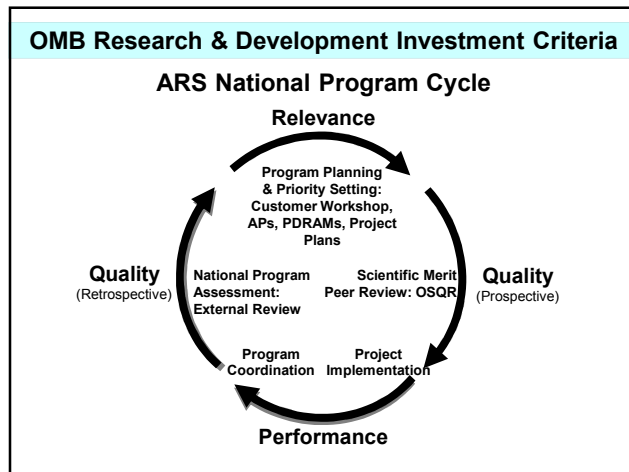 OMB Research & Development Investment Criteria
ARS National Program Cycle
Relevance
Program Planning
& Priority Setting:
Customer Workshop,
APs, PDRAMs, Project
Plans
Quality
(Retrospective)
National Program
Assessment:
External Review
Scientific Merit
Peer Review: OSQR
Quality
(Prospective)
Program
Coordination
Project
Implementation
Performance